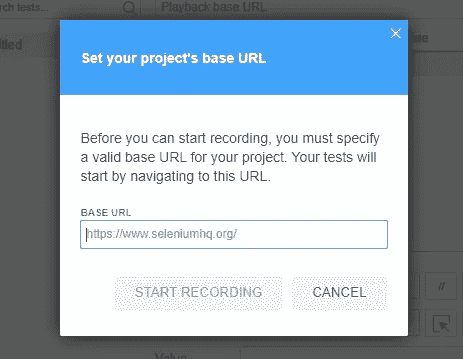 rch tests...
Playback base URL
Set your project's base URL
Before you can start recording, you must specify
a valid base URL for your project. Your tests will
start by navigating to this URL.
BASE URL
https://www.seleniumhq.org/
START RECORDING
CANCEL
//
Value